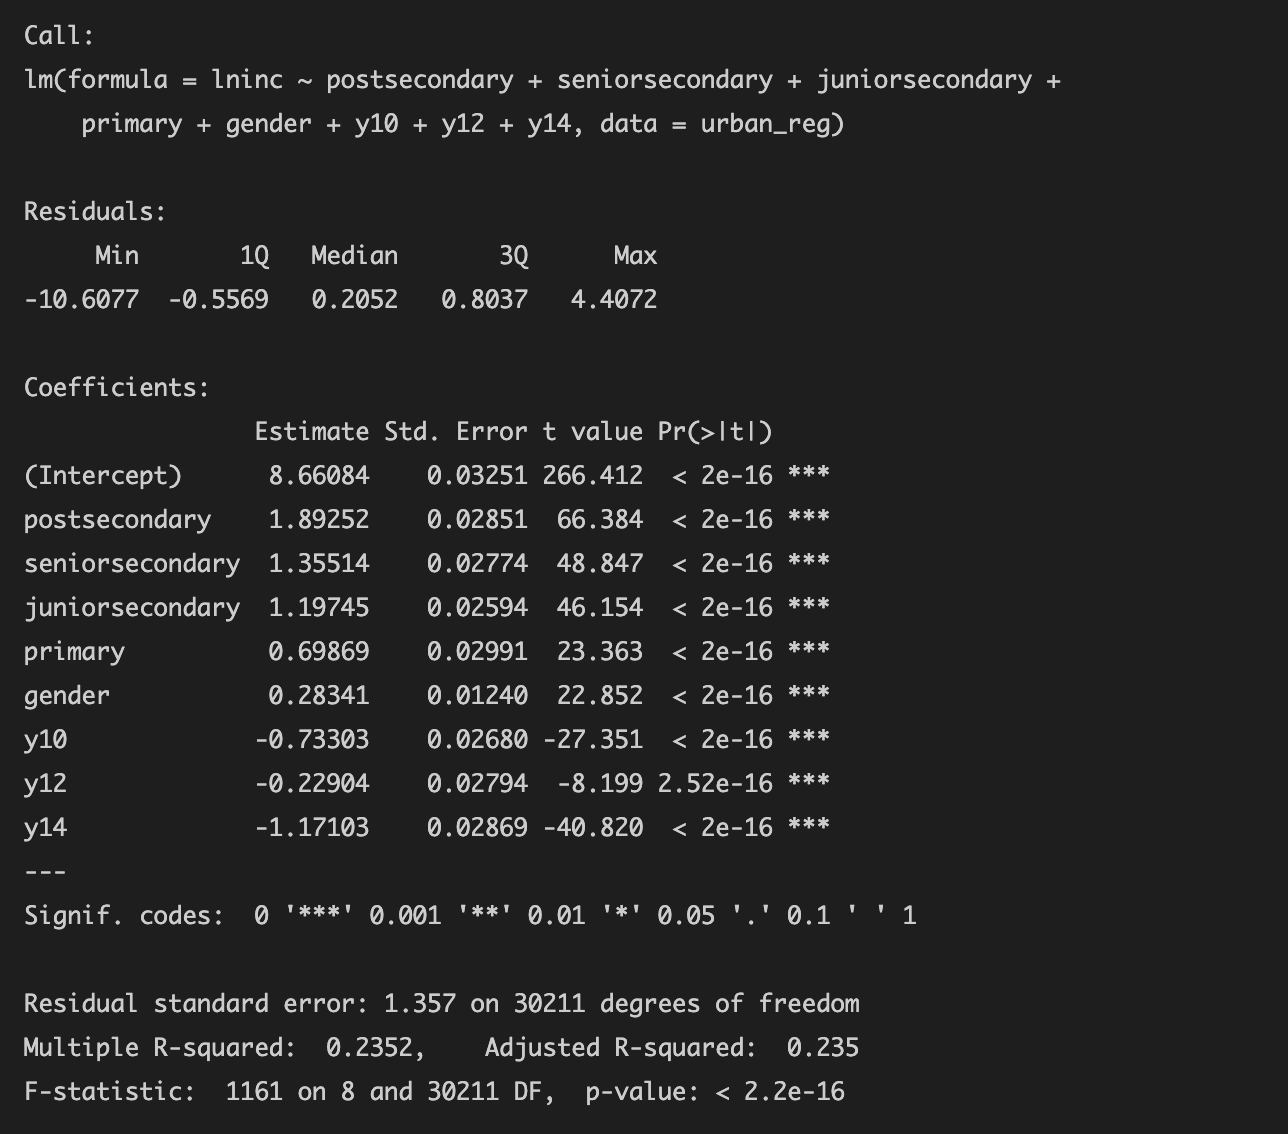 Call:
lm(formula = lninc ~ postsecondary + seniorsecondary + juniorsecondary +
    primary + gender + y10 + y12 + y14, data = urban_reg)

Residuals:
     Min       1Q   Median       3Q      Max
-10.6077  -0.5569   0.2052   0.8037   4.4072

Coefficients:
                Estimate Std. Error t value Pr(>|t|)
(Intercept)      8.66084    0.03251 266.412  < 2e-16 ***
postsecondary    1.89252    0.02851  66.384  < 2e-16 ***
seniorsecondary  1.35514    0.02774  48.847  < 2e-16 ***
juniorsecondary  1.19745    0.02594  46.154  < 2e-16 ***
primary          0.69869    0.02991  23.363  < 2e-16 ***
gender           0.28341    0.01240  22.852  < 2e-16 ***
y10             -0.73303    0.02680 -27.351  < 2e-16 ***
y12             -0.22904    0.02794  -8.199 2.52e-16 ***
y14             -1.17103    0.02869 -40.820  < 2e-16 ***
---
Signif. codes:  0 '***' 0.001 '**' 0.01 '*' 0.05 '.' 0.1 ' ' 1

Residual standard error: 1.357 on 30211 degrees of freedom
Multiple R-squared:  0.2352,    Adjusted R-squared:  0.235
F-statistic:  1161 on 8 and 30211 DF,  p-value: < 2.2e-16